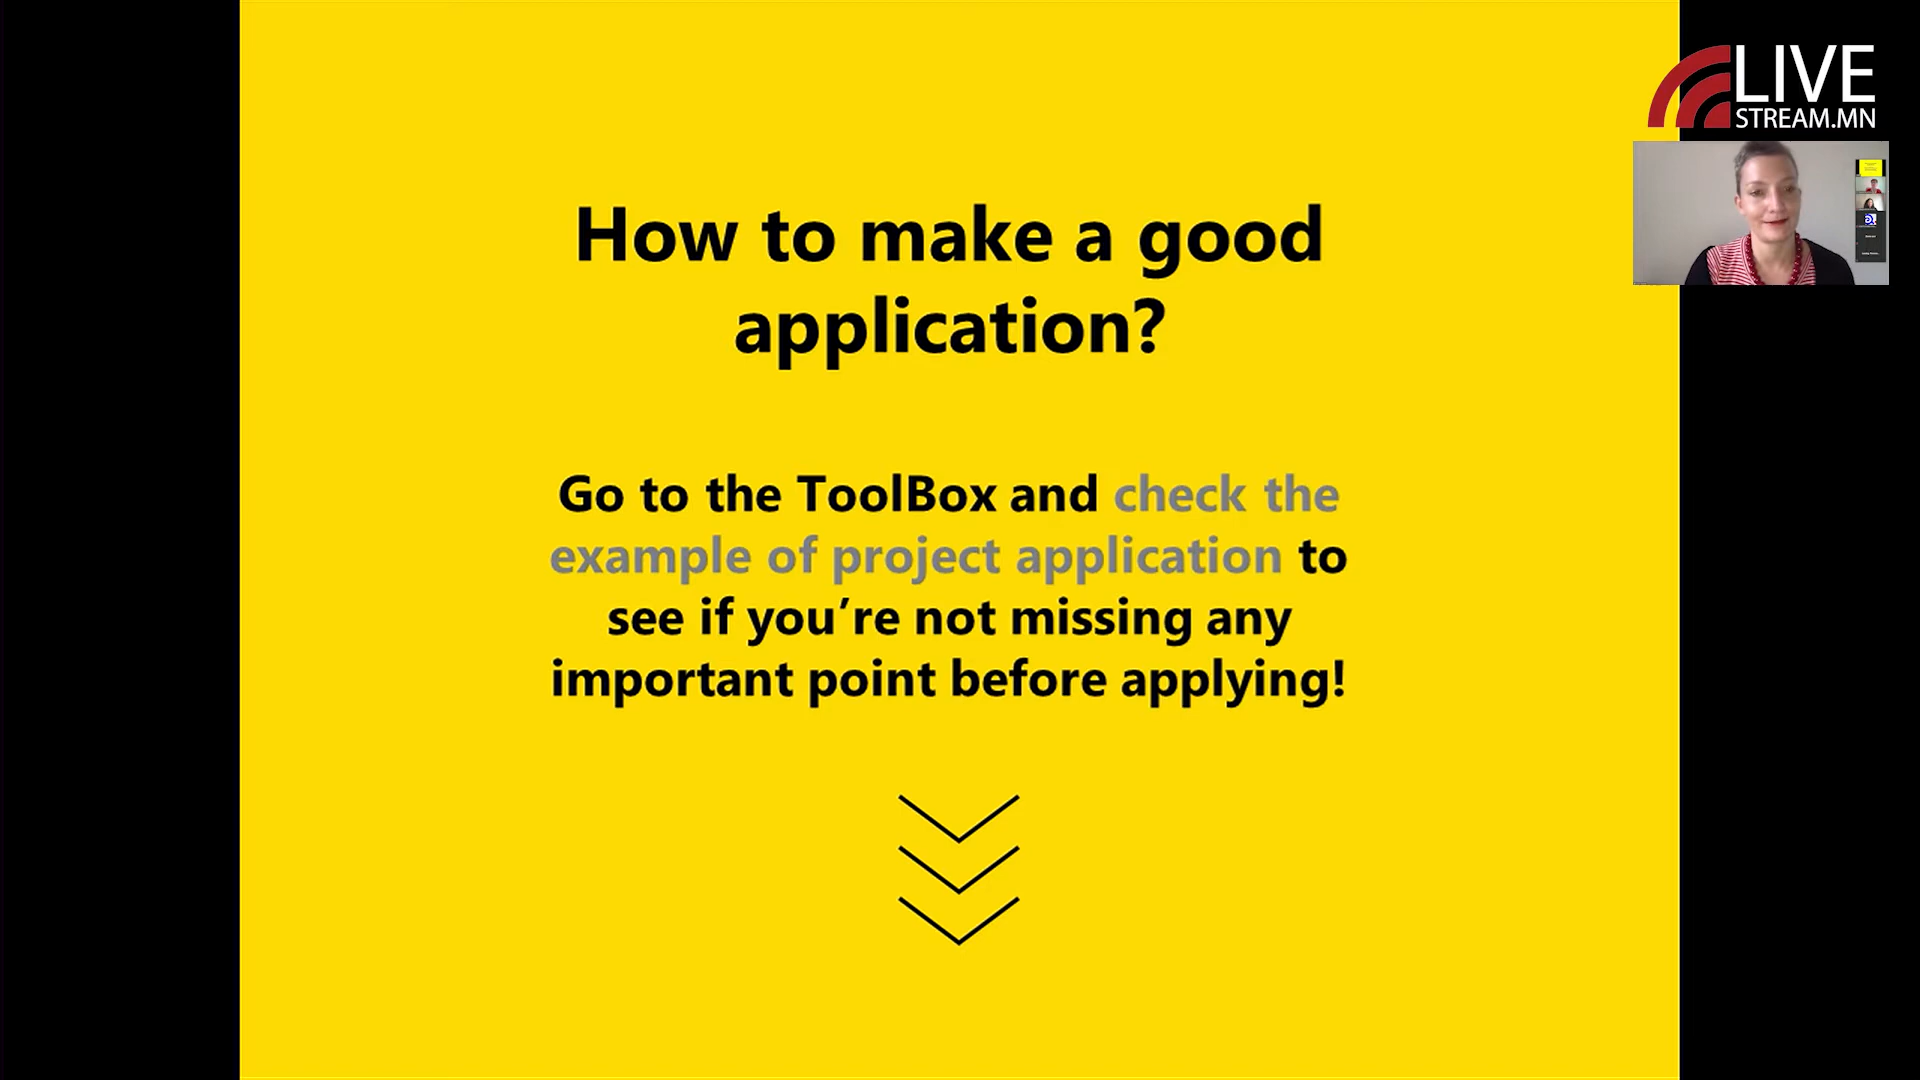 LIVE
STREAM.MN
How to make a good
application?
Go to the ToolBox and check the
example of project application to
see if you’re not missing any
important point before applying!